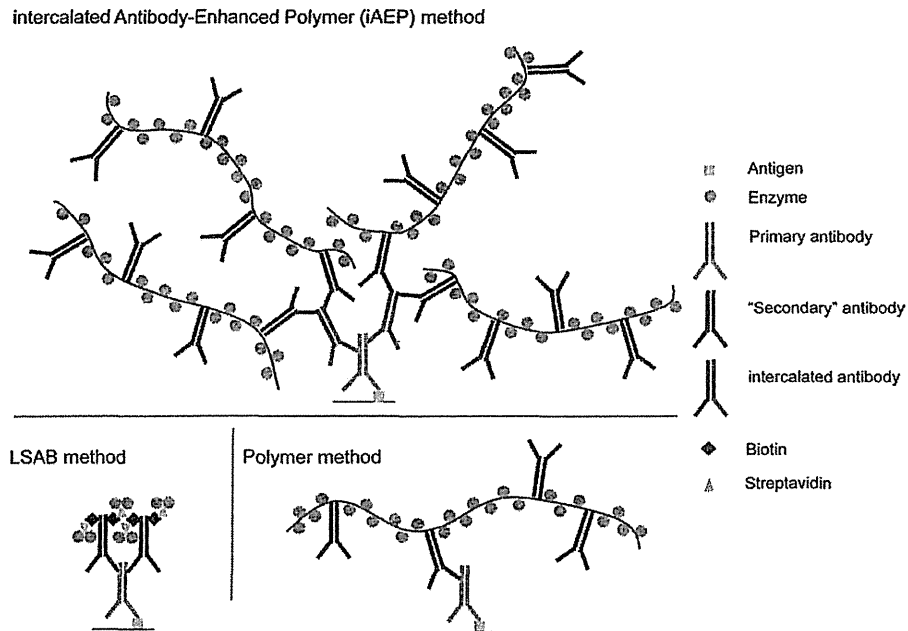 intercalated Antibody-Enhanced Polymer (iAEP) method
Antigen
Enzyme
Primary antibody
"Secondary" antibody
intercalated antibody
Biotin
Streptavidin
LSAB method
Polymer method